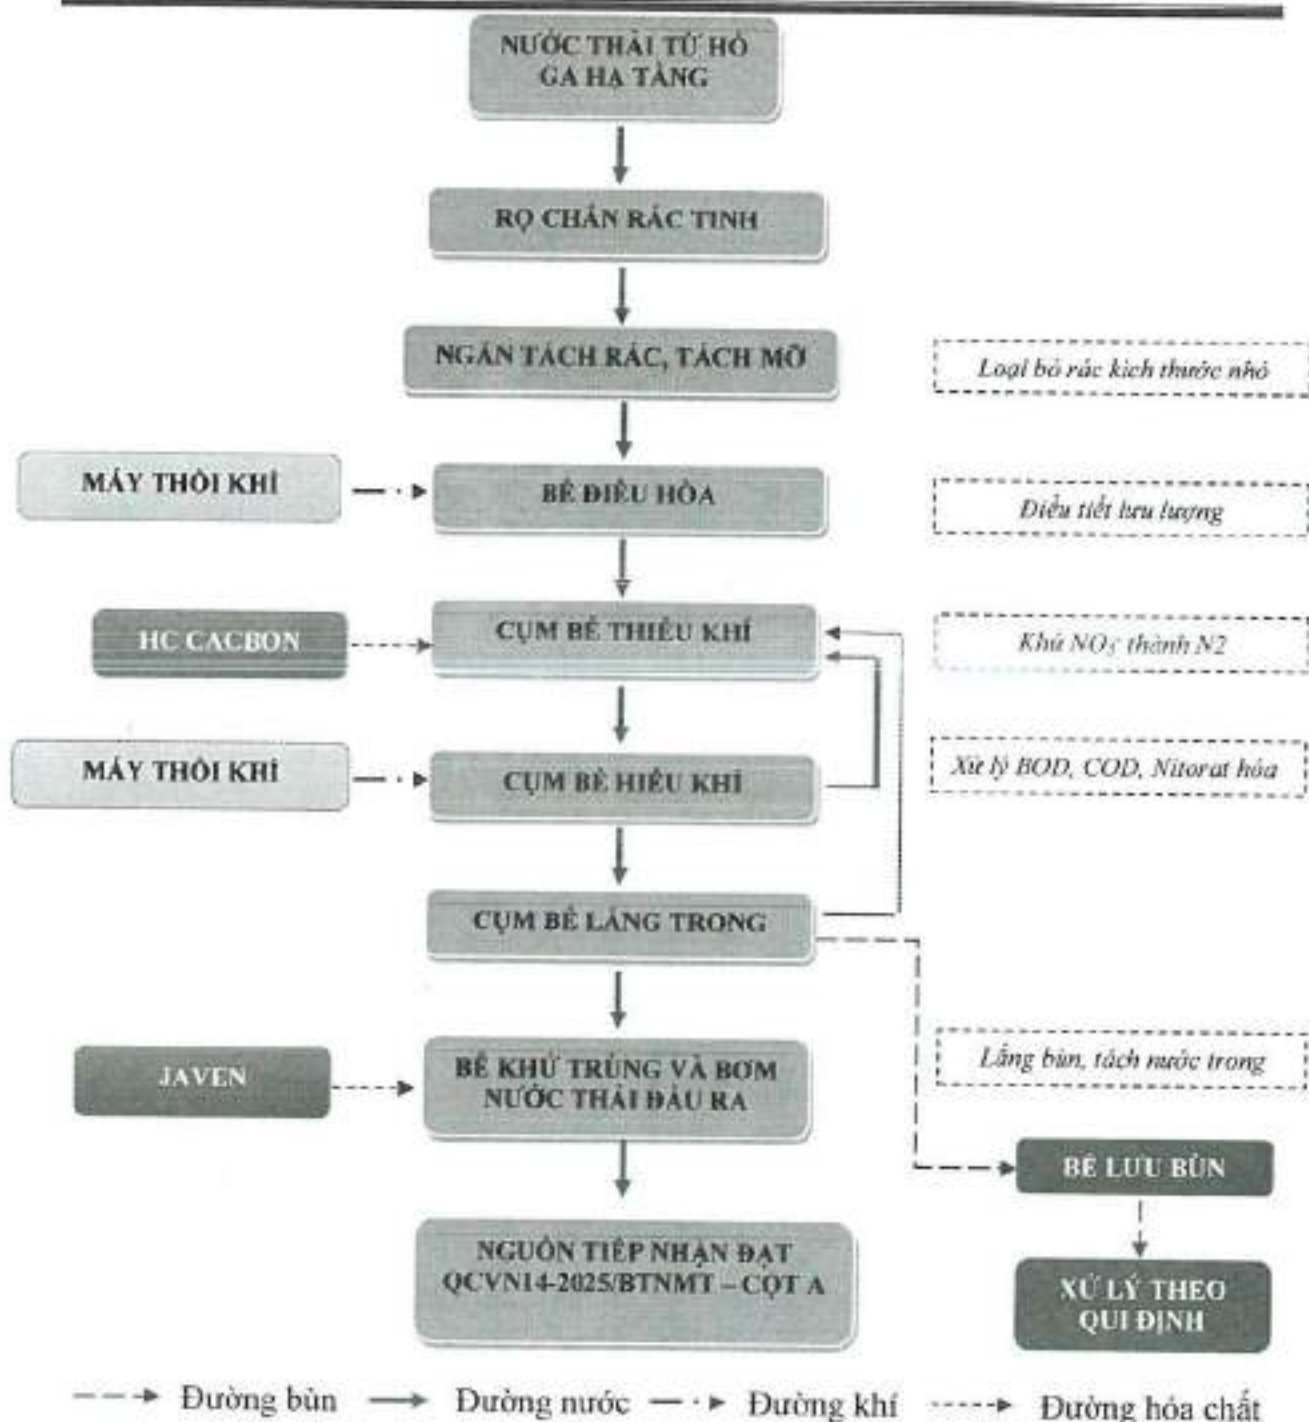 NƯỚC THẢI TỪ HỐ
GA HẠ TẦNG
RỌ CHẮN RÁC TINH
NGĂN TÁCH RÁC, TÁCH MỠ
Loại bỏ rác kích thước nhỏ
MÁY THỔI KHÍ
BỂ ĐIỀU HÒA
Điều tiết lưu lượng
HC CACBON
CỤM BỂ THIẾU KHÍ
Khử NO₃⁻ thành N2
MÁY THỔI KHÍ
CỤM BỂ HIẾU KHÍ
Xử lý BOD, COD, Nitorat hóa
CỤM BỂ LẮNG TRONG
JAVEN
BỂ KHỬ TRÙNG VÀ BƠM
NƯỚC THẢI ĐẦU RA
Lắng bùn, tách nước trong
BỂ LƯU BÙN
NGUỒN TIẾP NHẬN ĐẠT
QCVN14-2025/BTNMT – CỘT A
XỬ LÝ THEO
QUI ĐỊNH
Đường bùn Đường nước Đường khí Đường hóa chất